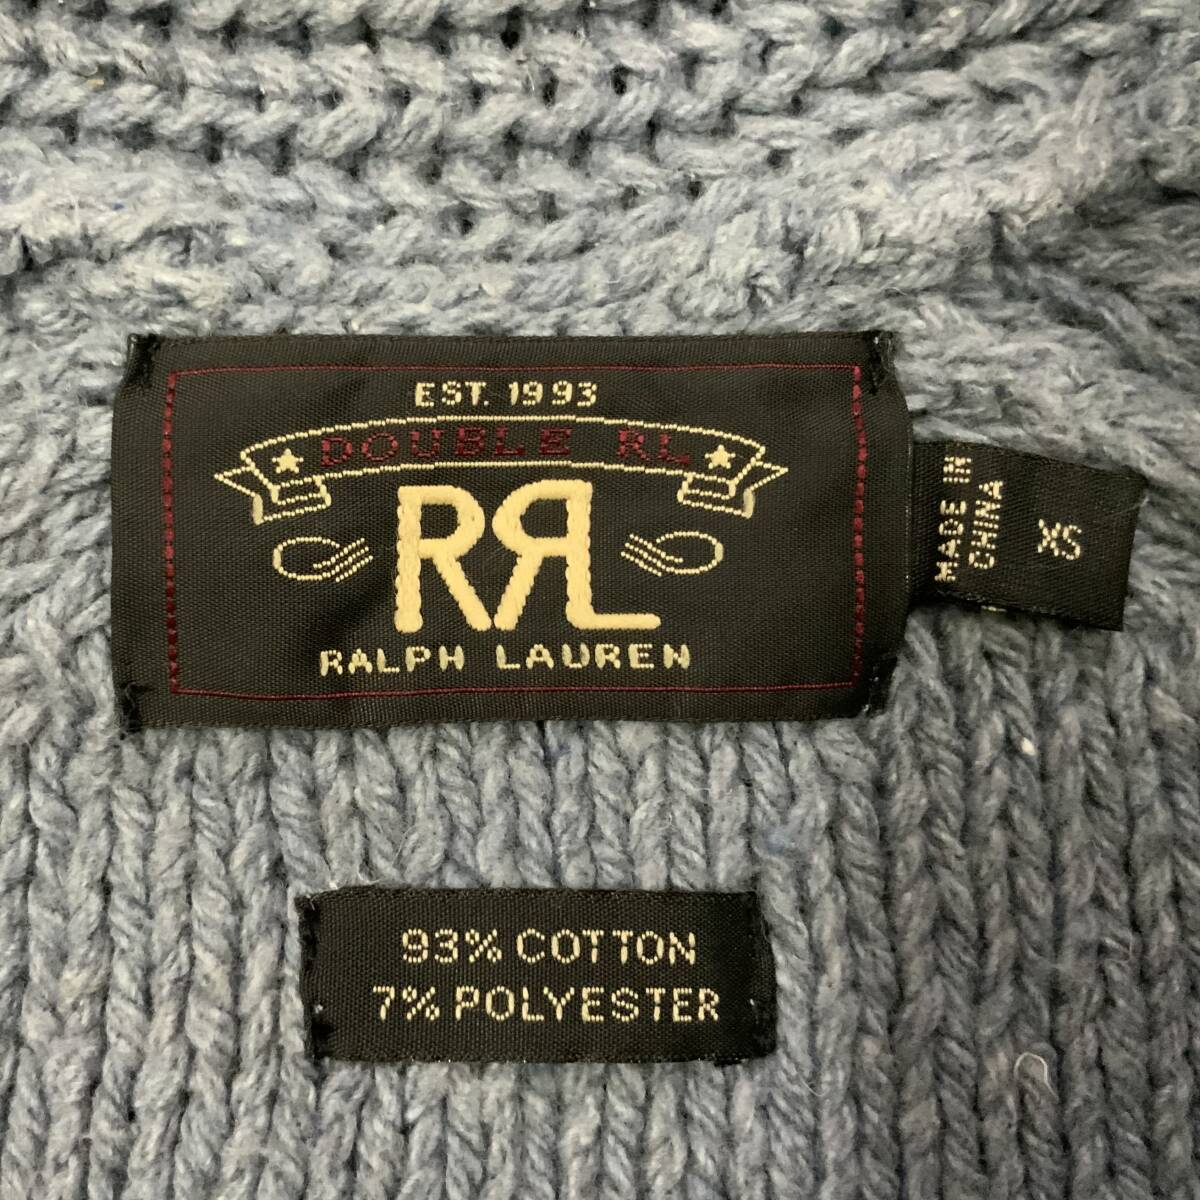 EST. 1993
DOUBLE RL
RRL
RALPH LAUREN
MADE IN
CHINA
XS
93% COTTON
7% POLYESTER